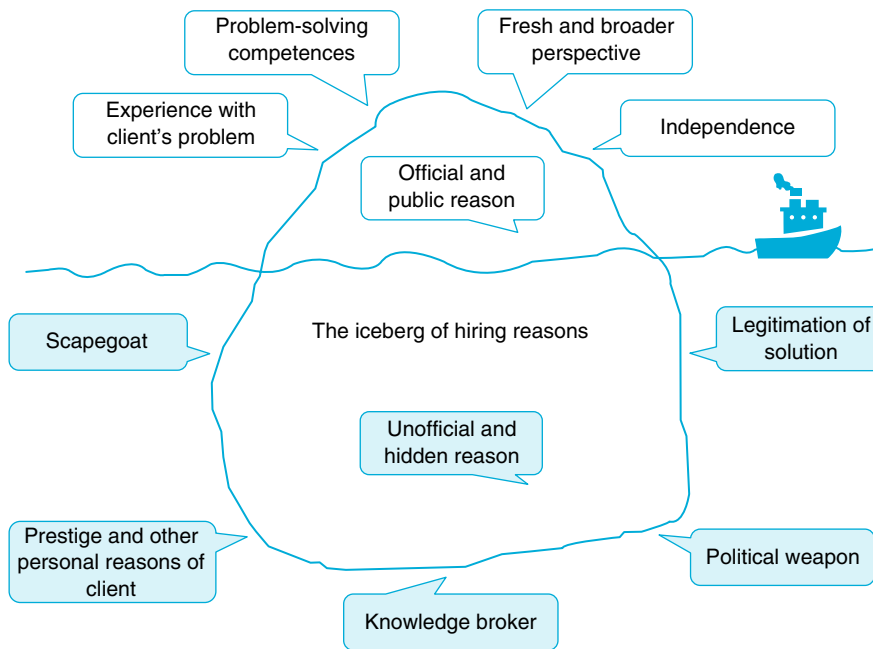 Problem-solving
competences
Fresh and broader
perspective
Experience with
client’s problem
Independence
Official and
public reason
Scapegoat
The iceberg of hiring reasons
Legitimation of
solution
Unofficial and
hidden reason
Prestige and other
personal reasons of
client
Political weapon
Knowledge broker